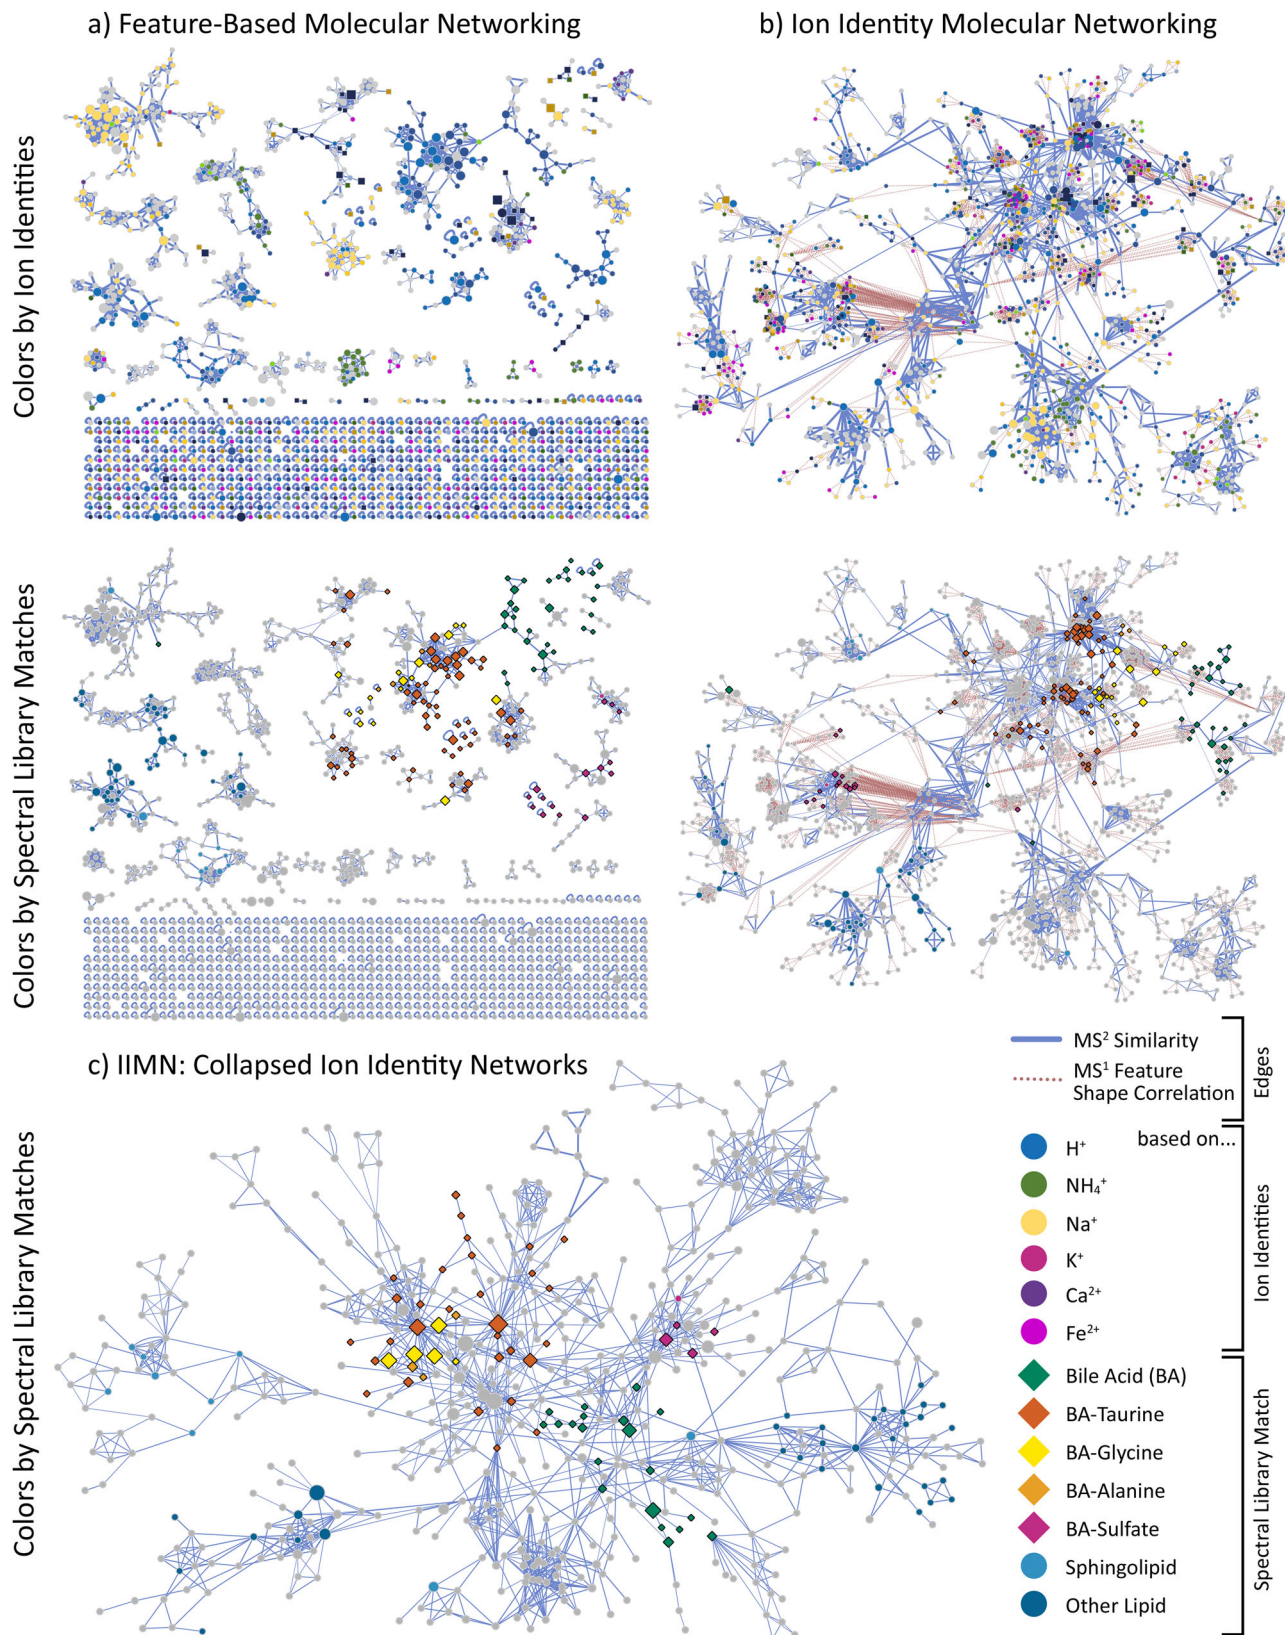 a) Feature-Based Molecular Networking
b) Ion Identity Molecular Networking
Colors by Ion Identities
Colors by Spectral Library Matches
c) IIMN: Collapsed Ion Identity Networks
Colors by Spectral Library Matches
MS² Similarity
MS¹ Feature
Shape Correlation
Edges
based on...
H⁺
NH₄⁺
Na⁺
K⁺
Ca²⁺
Fe²⁺
Ion Identities
Bile Acid (BA)
BA-Taurine
BA-Glycine
BA-Alanine
BA-Sulfate
Sphingolipid
Other Lipid
Spectral Library Match